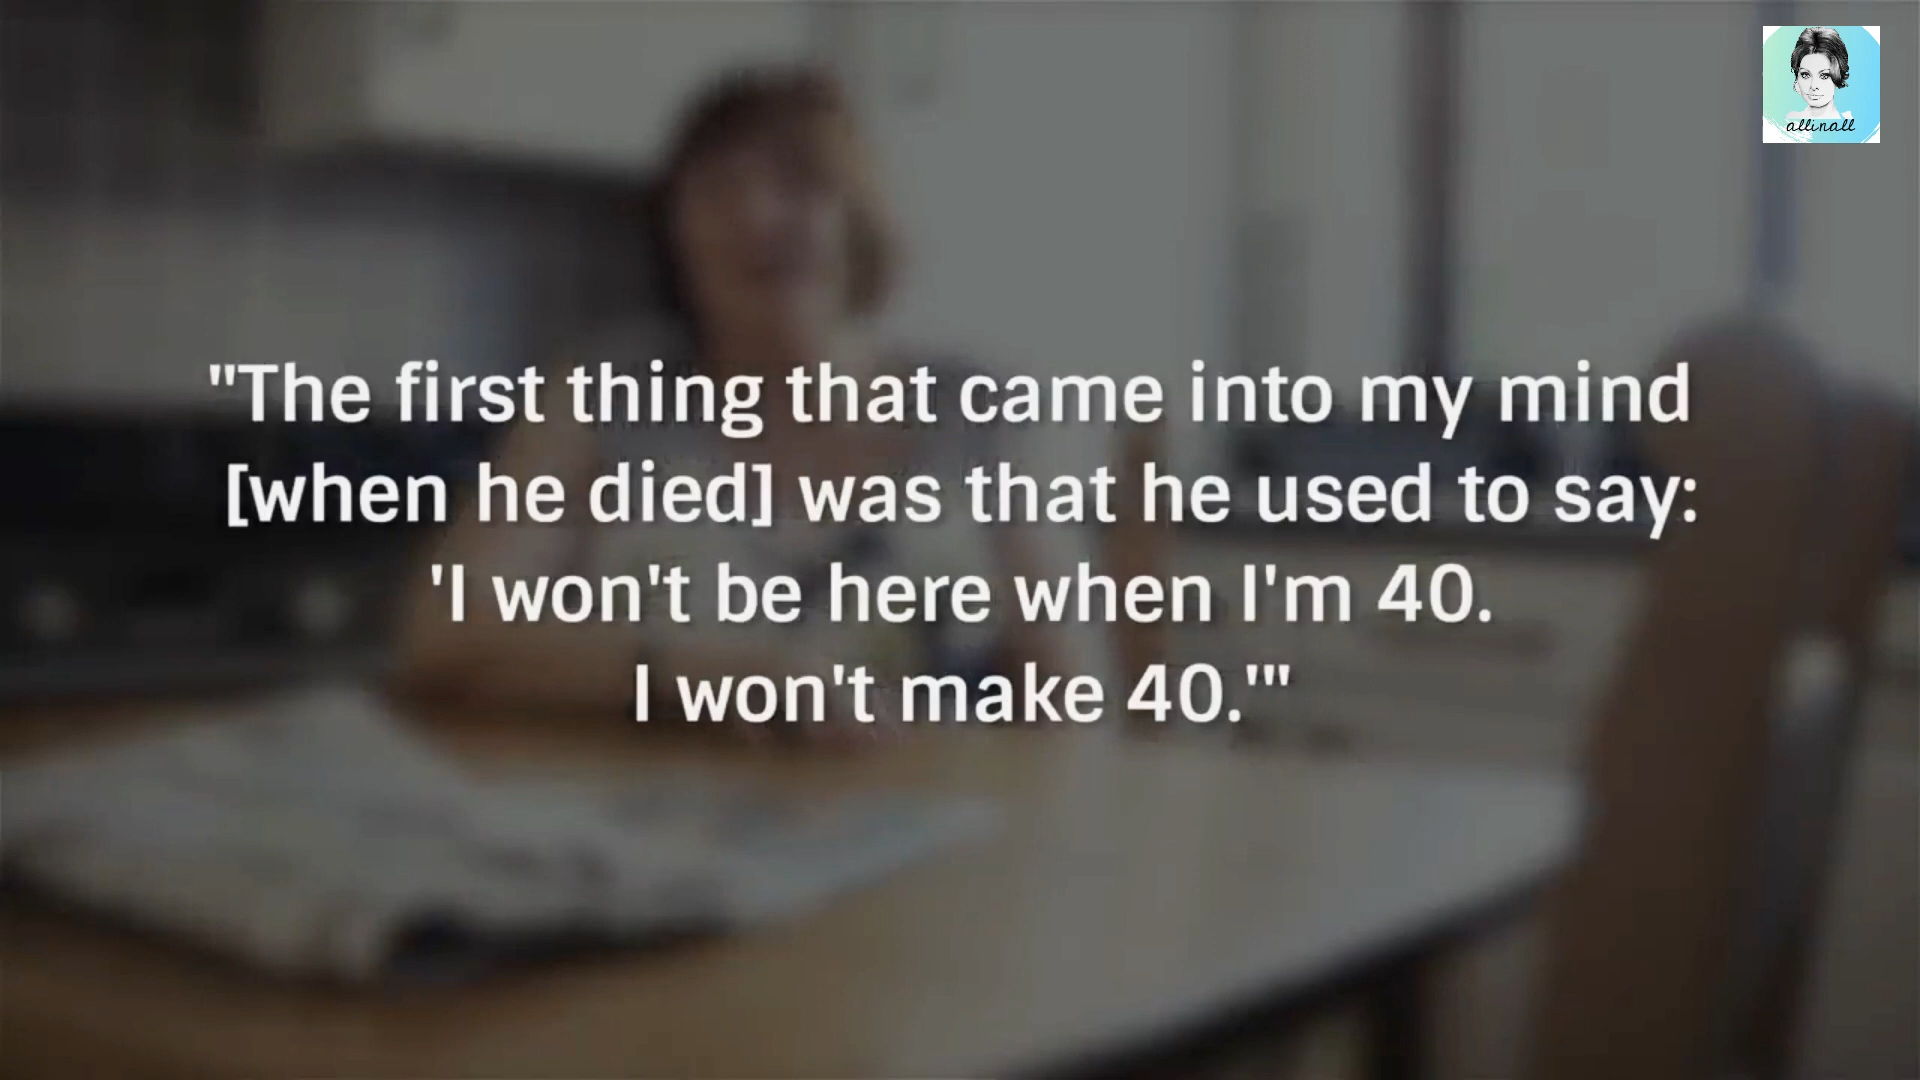 allinall
"The first thing that came into my mind
[when he died] was that he used to say:
'I won't be here when I'm 40.
I won't make 40.'"